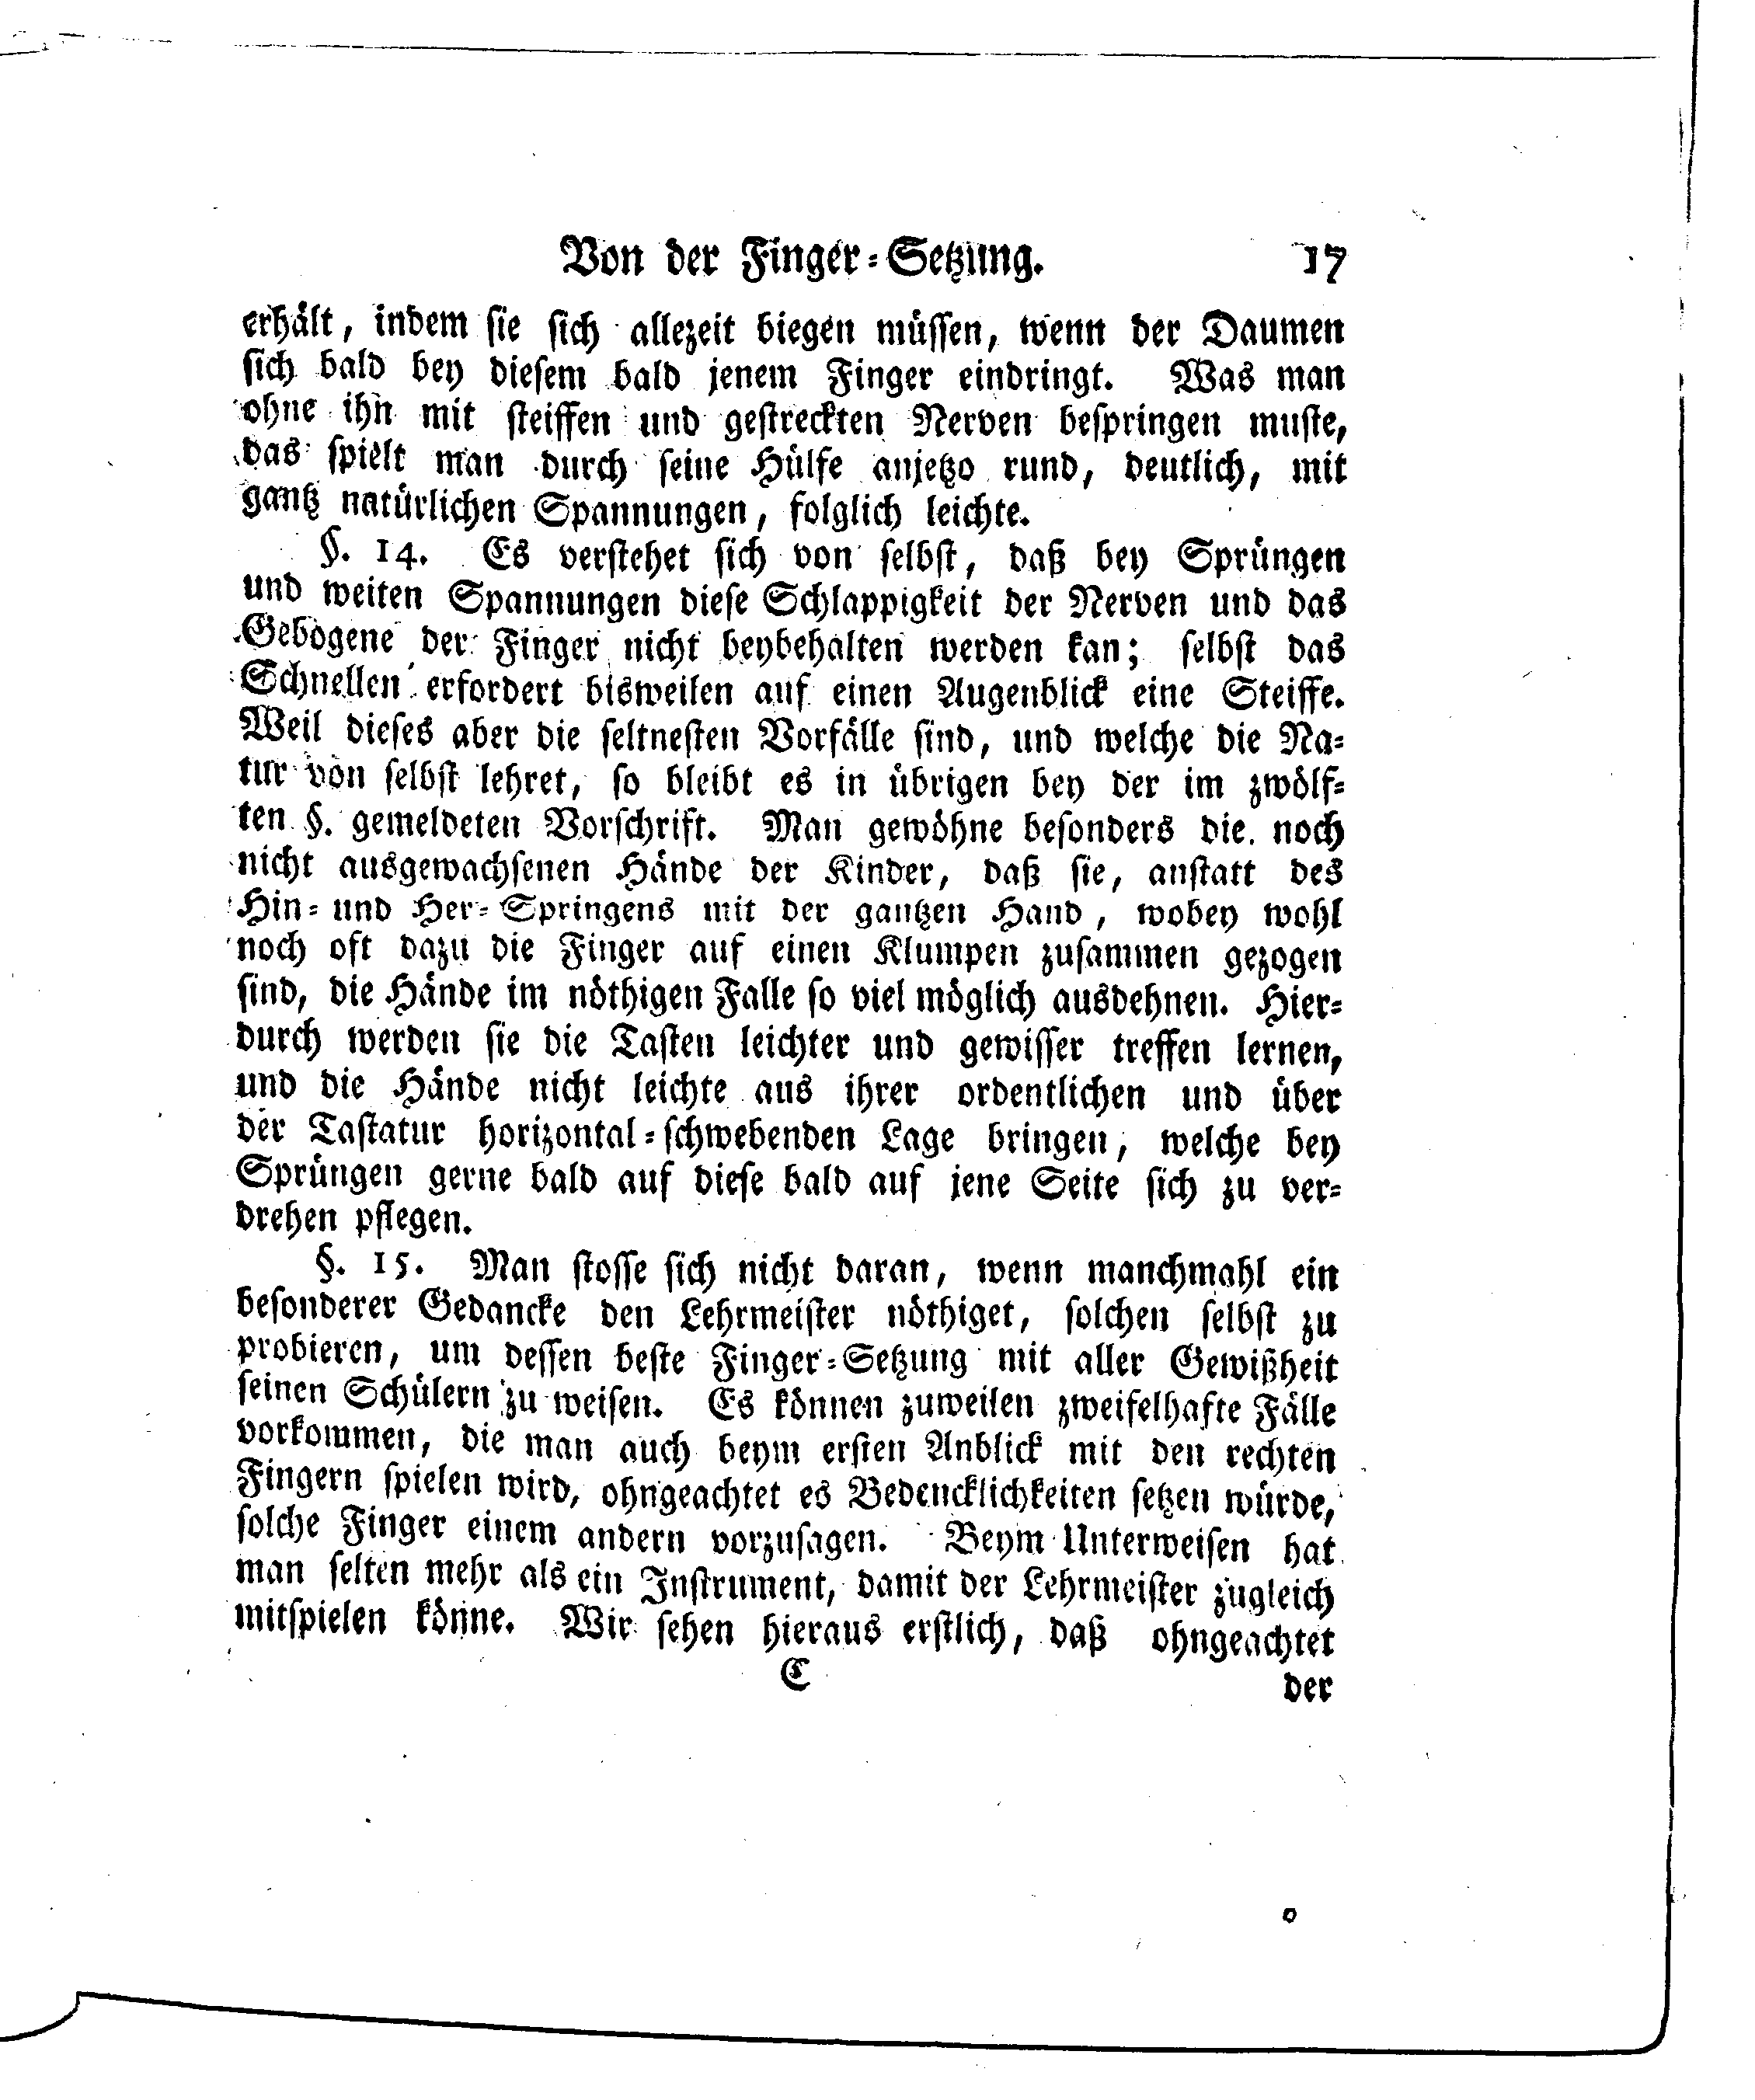 Von der Finger-Setzung. 17
erhält, indem sie sich allezeit biegen müssen, wenn der Daumen
sich bald bey diesem bald jenem Finger eindringt. Was man
ohne ihn mit steiffen und gestreckten Nerven bespringen muste,
das spielt man durch seine Hülfe anjetzo rund, deutlich, mit
gantz natürlichen Spannungen, folglich leichte.
§. 14. Es verstehet sich von selbst, daß bey Sprüngen
und weiten Spannungen diese Schlappigkeit der Nerven und das
Gebogene der Finger nicht beybehalten werden kan; selbst das
Schnellen erfordert bisweilen auf einen Augenblick eine Steiffe.
Weil dieses aber die seltnesten Vorfälle sind, und welche die Na-
tur von selbst lehret, so bleibt es in übrigen bey der im zwölf-
ten §. gemeldeten Vorschrift. Man gewöhne besonders die noch
nicht ausgewachsenen Hände der Kinder, daß sie, anstatt des
Hin- und Her-Springens mit der gantzen Hand, wobey wohl
noch oft dazu die Finger auf einen Klumpen zusammen gezogen
sind, die Hände im nöthigen Falle so viel möglich ausdehnen. Hier-
durch werden sie die Tasten leichter und gewisser treffen lernen,
und die Hände nicht leichte aus ihrer ordentlichen und über
der Tastatur horizontal-schwebenden Lage bringen, welche bey
Sprüngen gerne bald auf diese bald auf jene Seite sich zu ver-
drehen pflegen.
§. 15. Man stosse sich nicht daran, wenn manchmahl ein
besonderer Gedancke den Lehrmeister nöthiget, solchen selbst zu
probieren, um dessen beste Finger-Setzung mit aller Gewißheit
seinen Schülern zu weisen. Es können zuweilen zweifelhafte Fälle
vorkommen, die man auch beym ersten Anblick mit den rechten
Fingern spielen wird, ohngeachtet es Bedencklichkeiten setzen würde,
solche Finger einem andern vorzusagen. Beym Unterweisen hat
man selten mehr als ein Instrument, damit der Lehrmeister zugleich
mitspielen könne. Wir sehen hieraus erstlich, daß ohngeachtet
C der